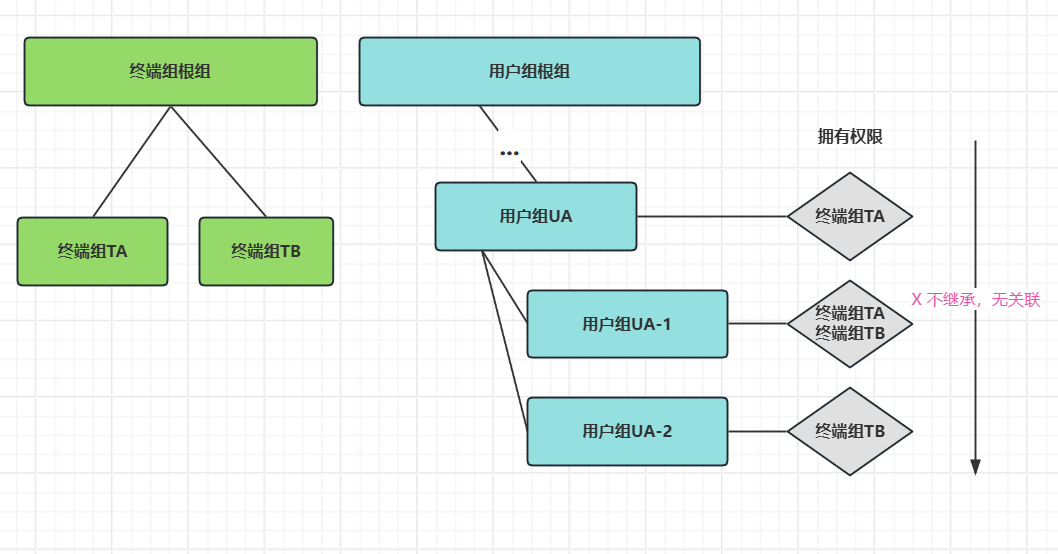 终端组根组
用户组根组
...
拥有权限
用户组UA
终端组TA
终端组TA
终端组TB
X 不继承，无关联
用户组UA-1
终端组TA
终端组TB
用户组UA-2
终端组TB